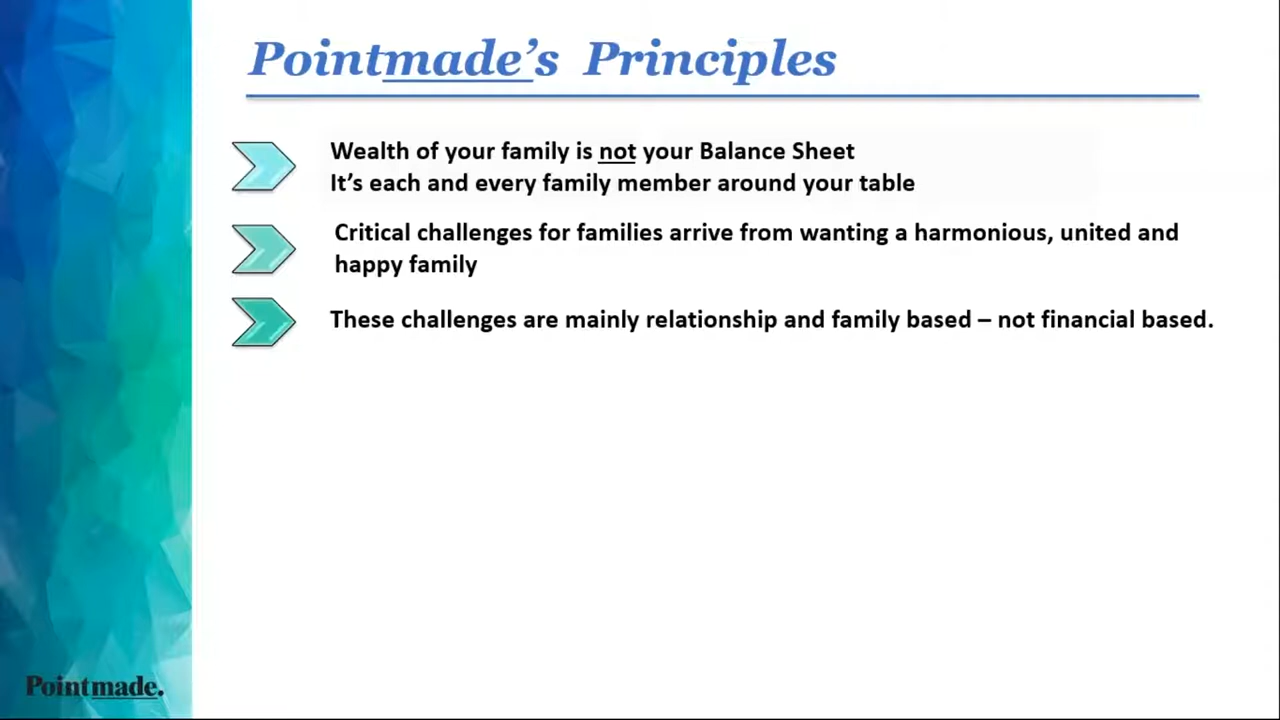 Pointmade’s Principles
Wealth of your family is not your Balance Sheet
It’s each and every family member around your table
Critical challenges for families arrive from wanting a harmonious, united and
happy family
These challenges are mainly relationship and family based – not financial based.
Pointmade.